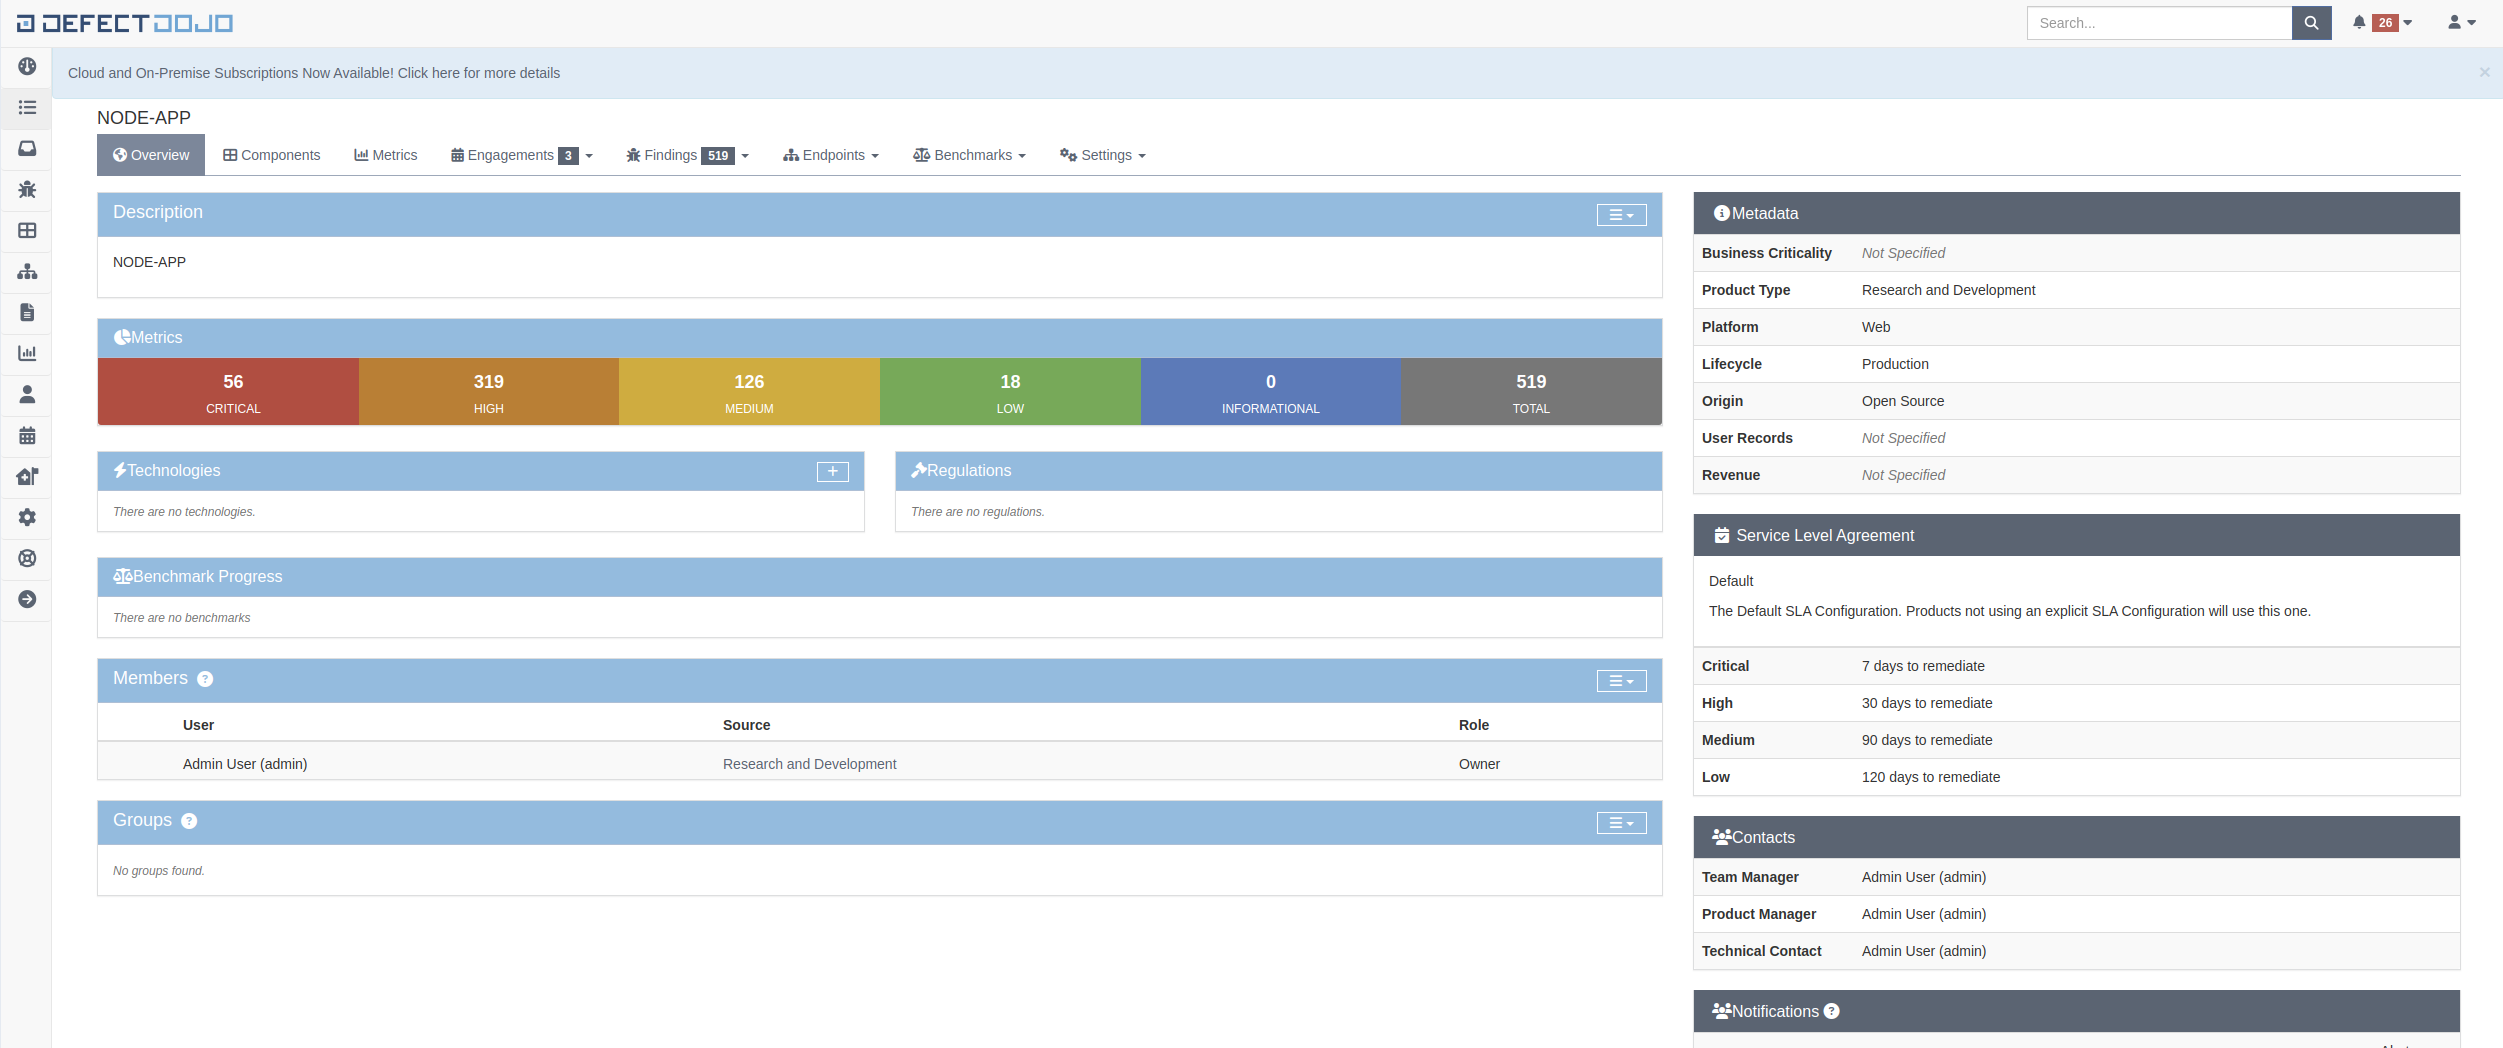 DEFECTDOJO
Search...
26
Cloud and On-Premise Subscriptions Now Available! Click here for more details
×
NODE-APP
Overview Components Metrics Engagements 3 Findings 519 Endpoints Benchmarks Settings
Description
NODE-APP
Metrics
56 319 126 18 0 519
CRITICAL HIGH MEDIUM LOW INFORMATIONAL TOTAL
Technologies +
There are no technologies.
Regulations
There are no regulations.
Benchmark Progress
There are no benchmarks
Members ?
User Source Role
Admin User (admin) Research and Development Owner
Groups ?
No groups found.
Metadata
Business Criticality Not Specified
Product Type Research and Development
Platform Web
Lifecycle Production
Origin Open Source
User Records Not Specified
Revenue Not Specified
Service Level Agreement
Default
The Default SLA Configuration. Products not using an explicit SLA Configuration will use this one.
Critical 7 days to remediate
High 30 days to remediate
Medium 90 days to remediate
Low 120 days to remediate
Contacts
Team Manager Admin User (admin)
Product Manager Admin User (admin)
Technical Contact Admin User (admin)
Notifications ?